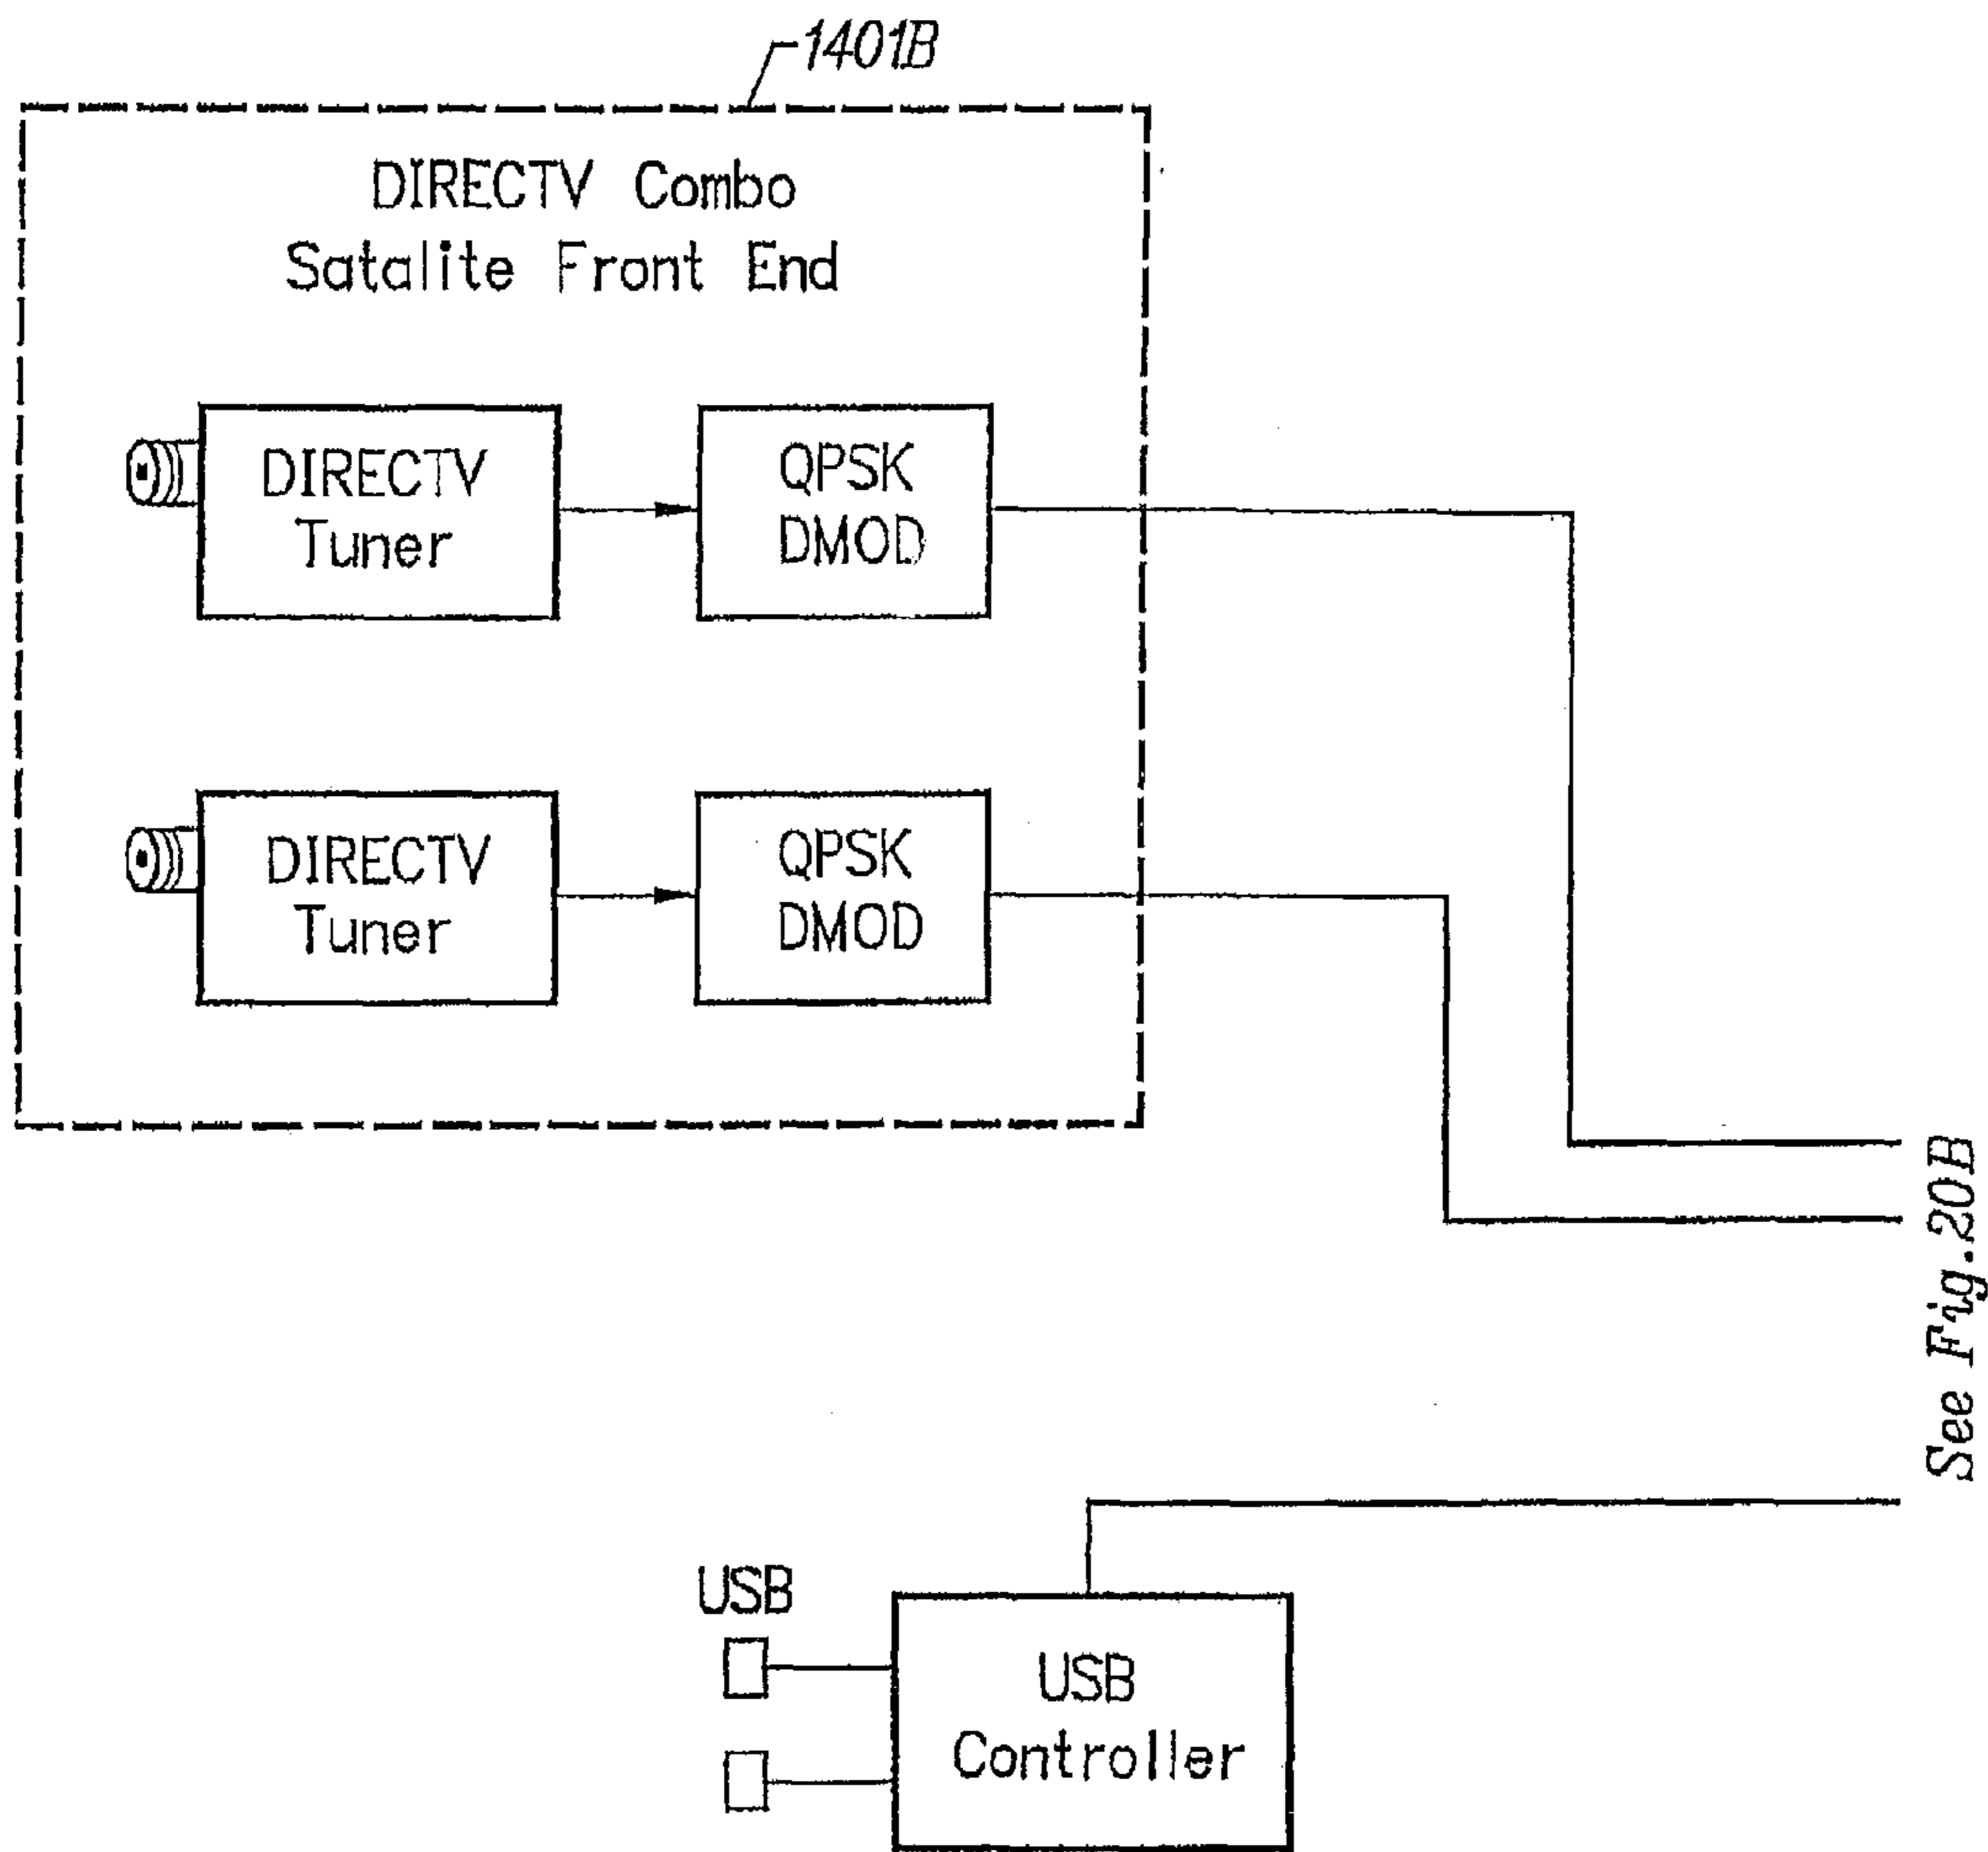 1401B
DIRECTV Combo
Satalite Front End
DIRECTV
Tuner
QPSK
DMOD
DIRECTV
Tuner
QPSK
DMOD
See Fig.20B
USB
USB
Controller